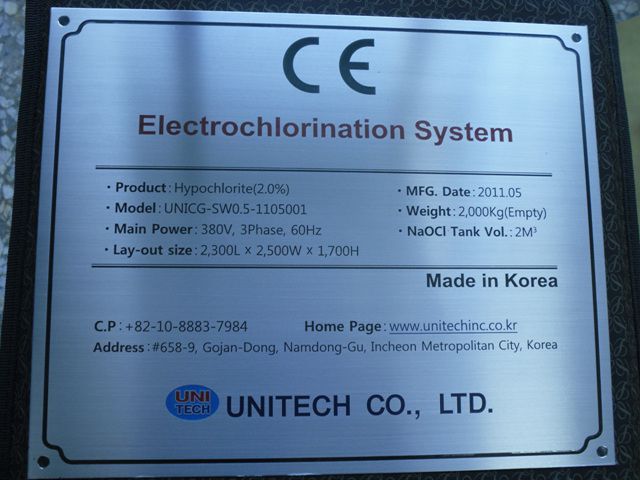 CE
Electrochlorination System
· Product : Hypochlorite(2.0%) · MFG. Date : 2011.05
· Model : UNICG-SW0.5-1105001 · Weight : 2,000Kg(Empty)
· Main Power : 380V, 3Phase, 60Hz · NaOCl Tank Vol. : 2M³
· Lay-out size : 2,300L × 2,500W × 1,700H
Made in Korea
C.P : +82-10-8883-7984 Home Page : www.unitechinc.co.kr
Address : #658-9, Gojan-Dong, Namdong-Gu, Incheon Metropolitan City, Korea
UNI
TECH
UNITECH CO., LTD.